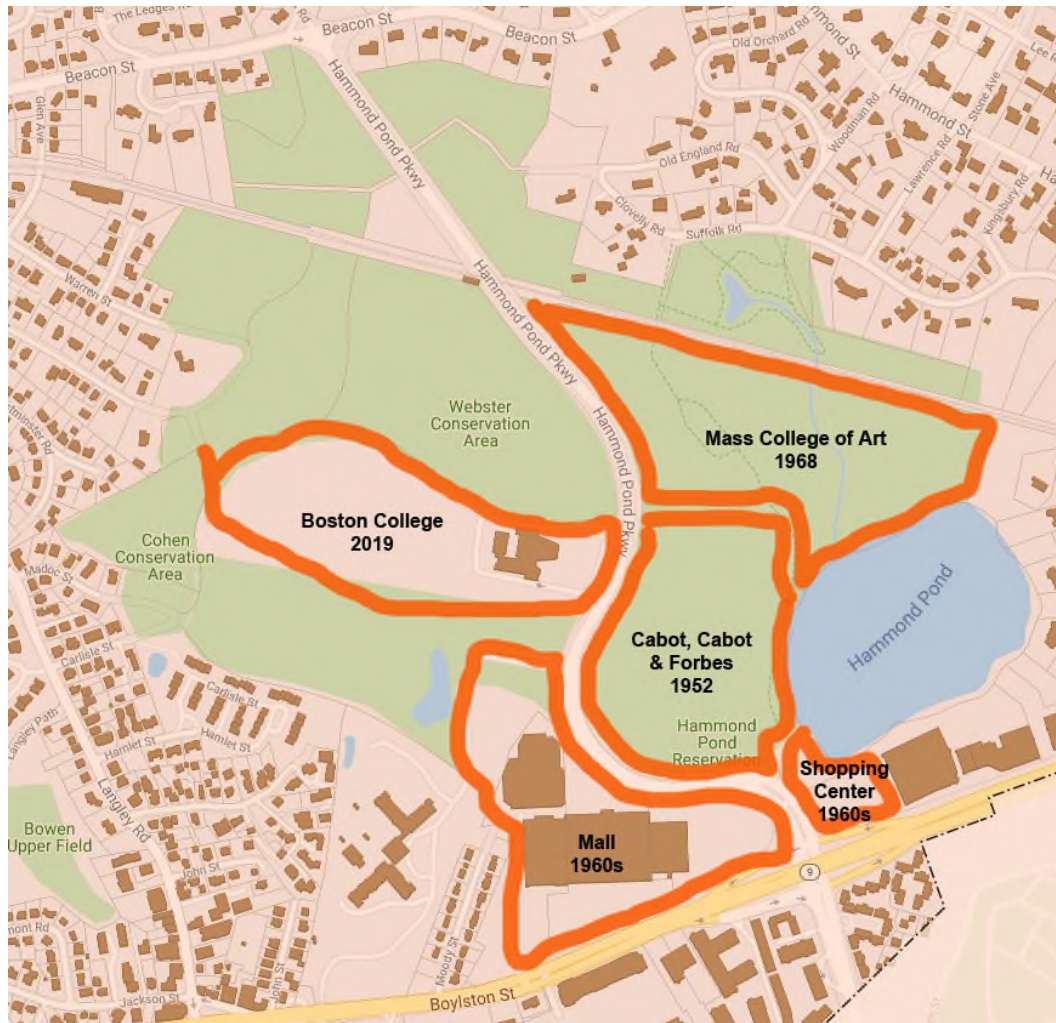 The Ledges Rd
Beacon St
Beacon St
Beacon St
Hammond Pond Pkwy
Old Orchard Rd
Hammond St
Lee
Stone Ave
Woodman Rd
Hammond St
Glen Ave
Old England Rd
Lawrence Rd
Kingsbury Rd
Clovelly Rd
Suffolk Rd
Hammond Pond Pkwy
Warren St
Hammond Pond Pkwy
Webster
Conservation
Area
Hammond Pond Pkwy
Mass College of Art
1968
Boston College
2019
Cohen
Conservation
Area
Madoc St
Hammond Pond
Carlisle St
Carlisle St
Cabot, Cabot
& Forbes
1952
Langley Path
Hamlet St
Hamlet St
Hammond
Pond
Reservation
Shopping
Center
1960s
Langley Rd
Bowen
Upper Field
Mall
1960s
John St
9
mont Rd
Moody St
John St
Jackson St
Boylston St